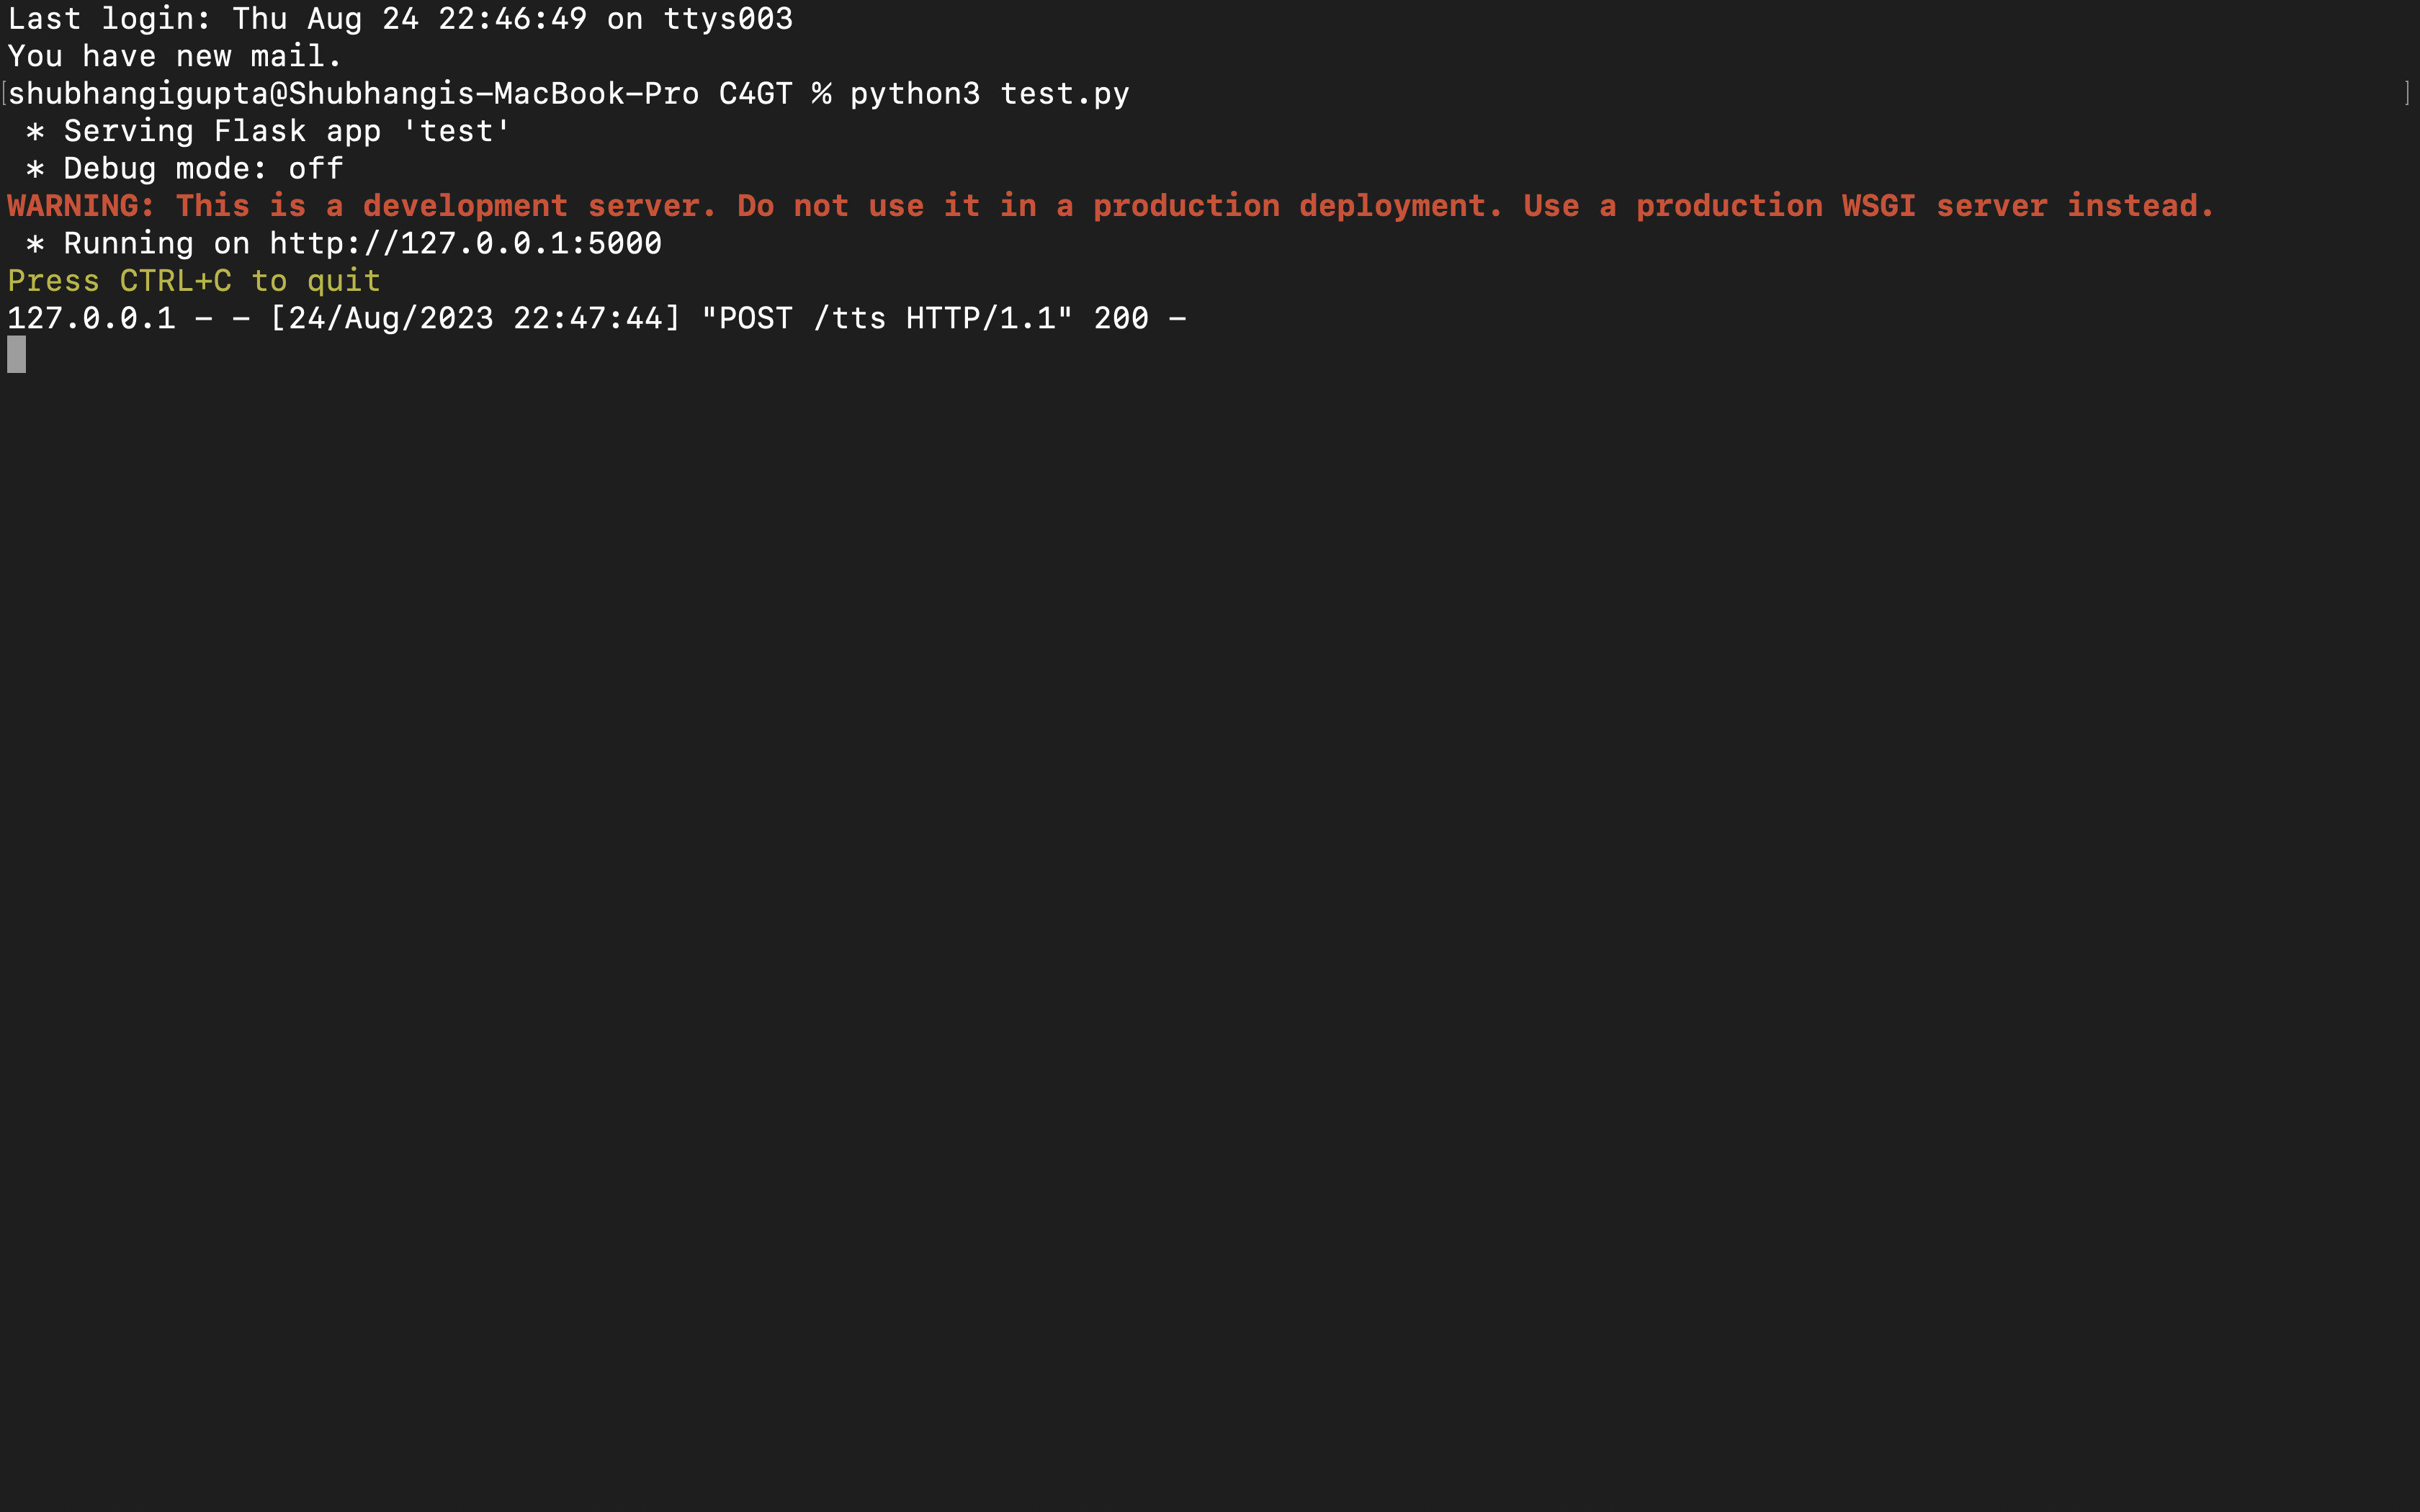 Last login: Thu Aug 24 22:46:49 on ttys003
You have new mail.
[shubhangigupta@Shubhangis-MacBook-Pro C4GT % python3 test.py ]
 * Serving Flask app 'test'
 * Debug mode: off
WARNING: This is a development server. Do not use it in a production deployment. Use a production WSGI server instead.
 * Running on http://127.0.0.1:5000
Press CTRL+C to quit
127.0.0.1 - - [24/Aug/2023 22:47:44] "POST /tts HTTP/1.1" 200 -